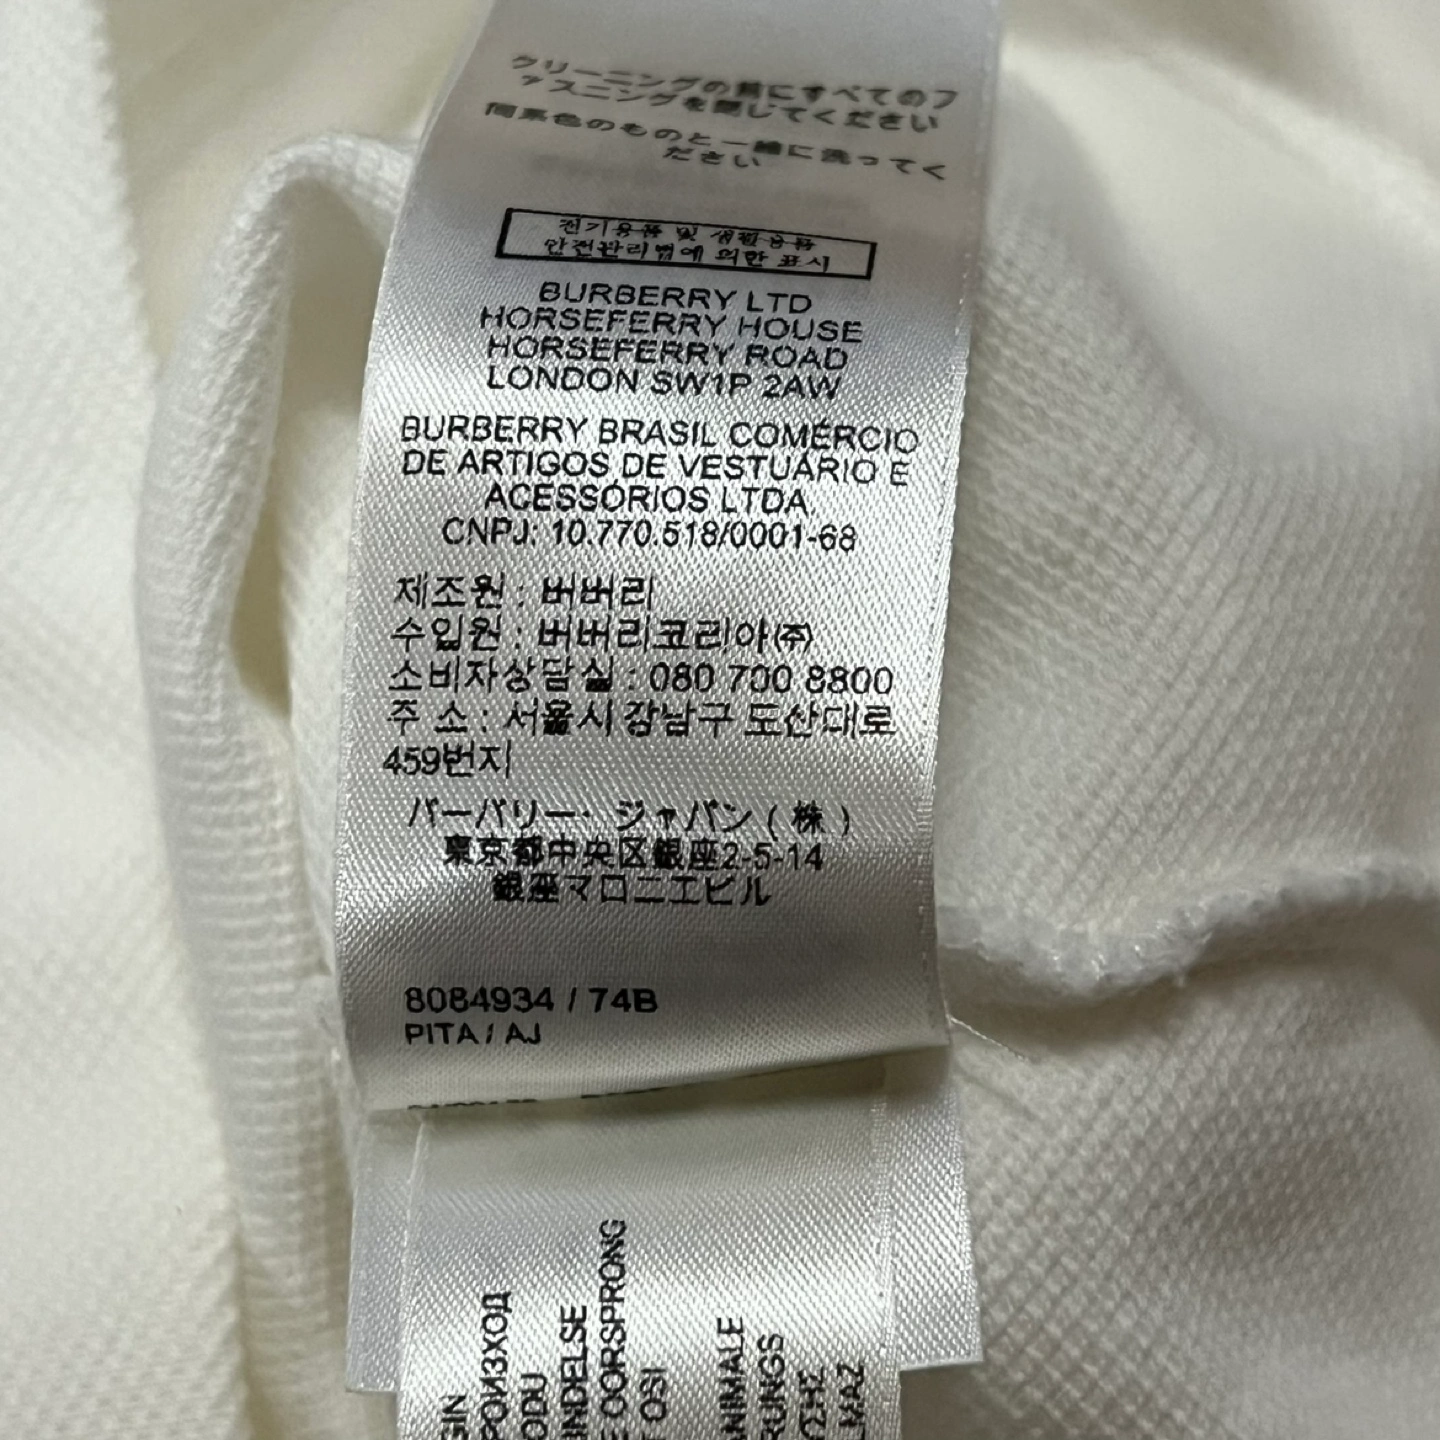 クリーニングの前にすべてのフ
ァスニングを閉じてください
同系色のものと一緒に洗ってく
ださい
전기용품 및 생활용품
안전관리법에 의한 표시
BURBERRY LTD
HORSEFERRY HOUSE
HORSEFERRY ROAD
LONDON SW1P 2AW
BURBERRY BRASIL COMÉRCIO
DE ARTIGOS DE VESTUÁRIO E
ACESSÓRIOS LTDA
CNPJ: 10.770.518/0001-68
제조원 : 버버리
수입원 : 버버리코리아㈜
소비자상담실 : 080 700 8800
주 소 : 서울시 강남구 도산대로
459번지
バーバリー・ジャパン ( 株 )
東京都中央区銀座2-5-14
銀座マロニエビル
8084934 / 74B
PITA / AJ
GIN
РОИЗХОД
ODU
INDELSE
E OORSPRONG
T OSI
ANIMALE
RUNGS
ΩΣΗΣ
LMAZ